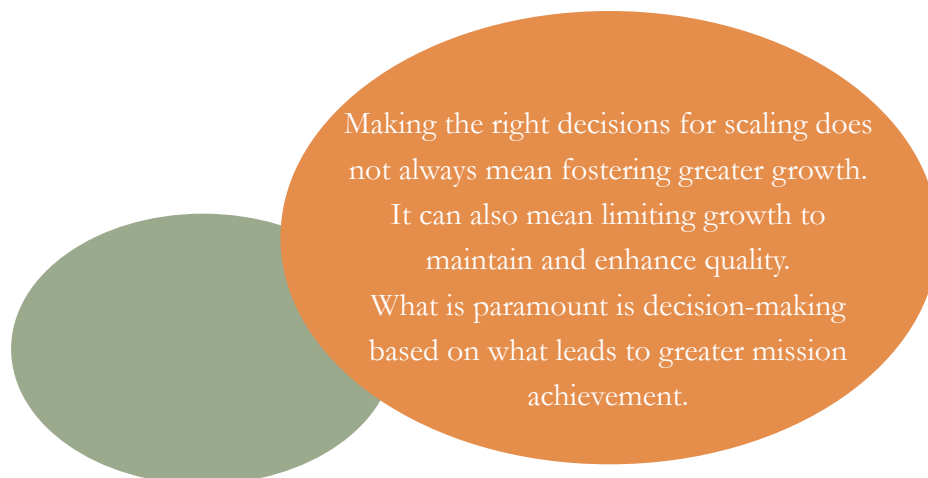 Making the right decisions for scaling does
not always mean fostering greater growth.
It can also mean limiting growth to
maintain and enhance quality.
What is paramount is decision-making
based on what leads to greater mission
achievement.